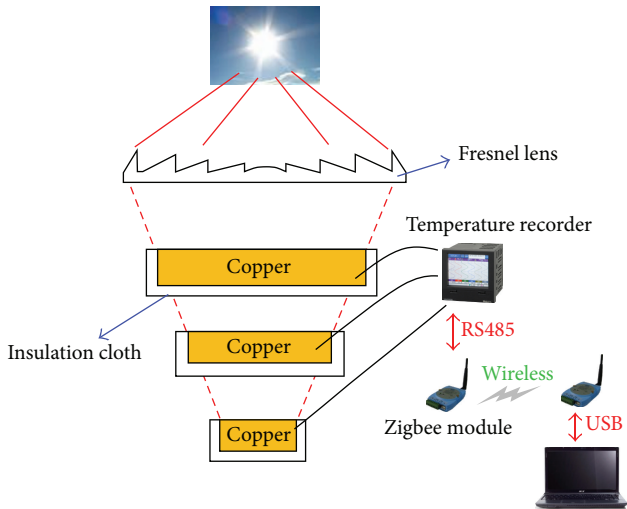 Fresnel lens
Temperature recorder
Copper
Insulation cloth
Copper
RS485
Wireless
Zigbee module
Copper
USB